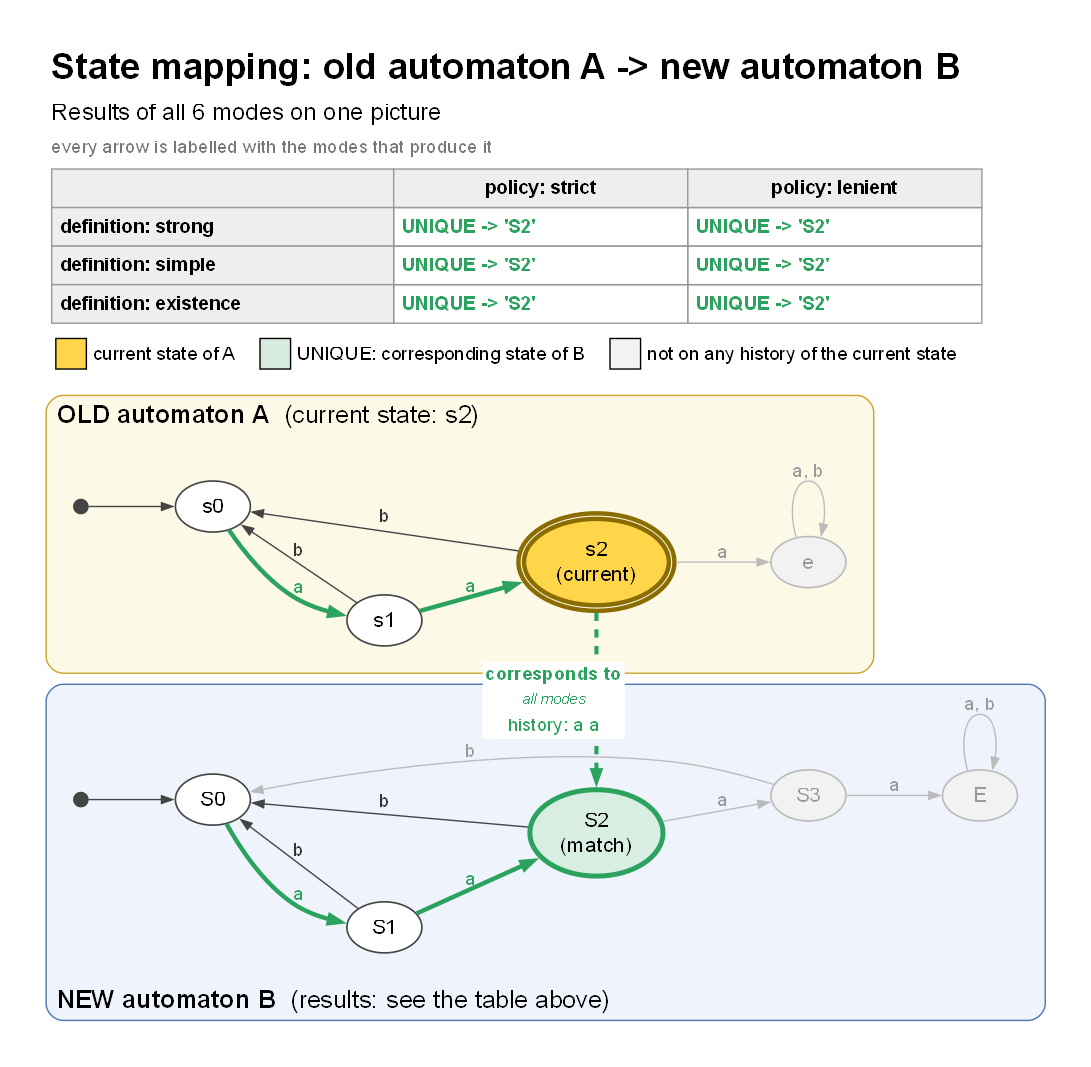 State mapping: old automaton A -> new automaton B
Results of all 6 modes on one picture
every arrow is labelled with the modes that produce it
policy: strict policy: lenient
definition: strong UNIQUE -> 'S2' UNIQUE -> 'S2'
definition: simple UNIQUE -> 'S2' UNIQUE -> 'S2'
definition: existence UNIQUE -> 'S2' UNIQUE -> 'S2'
current state of A UNIQUE: corresponding state of B not on any history of the current state
OLD automaton A (current state: s2)
a, b
s0
b
s2
(current)
a
e
b
a
a
s1
corresponds to
all modes
history: a a
a, b
b
S0
b
S2
(match)
a
S3
a
E
b
a
a
S1
NEW automaton B (results: see the table above)